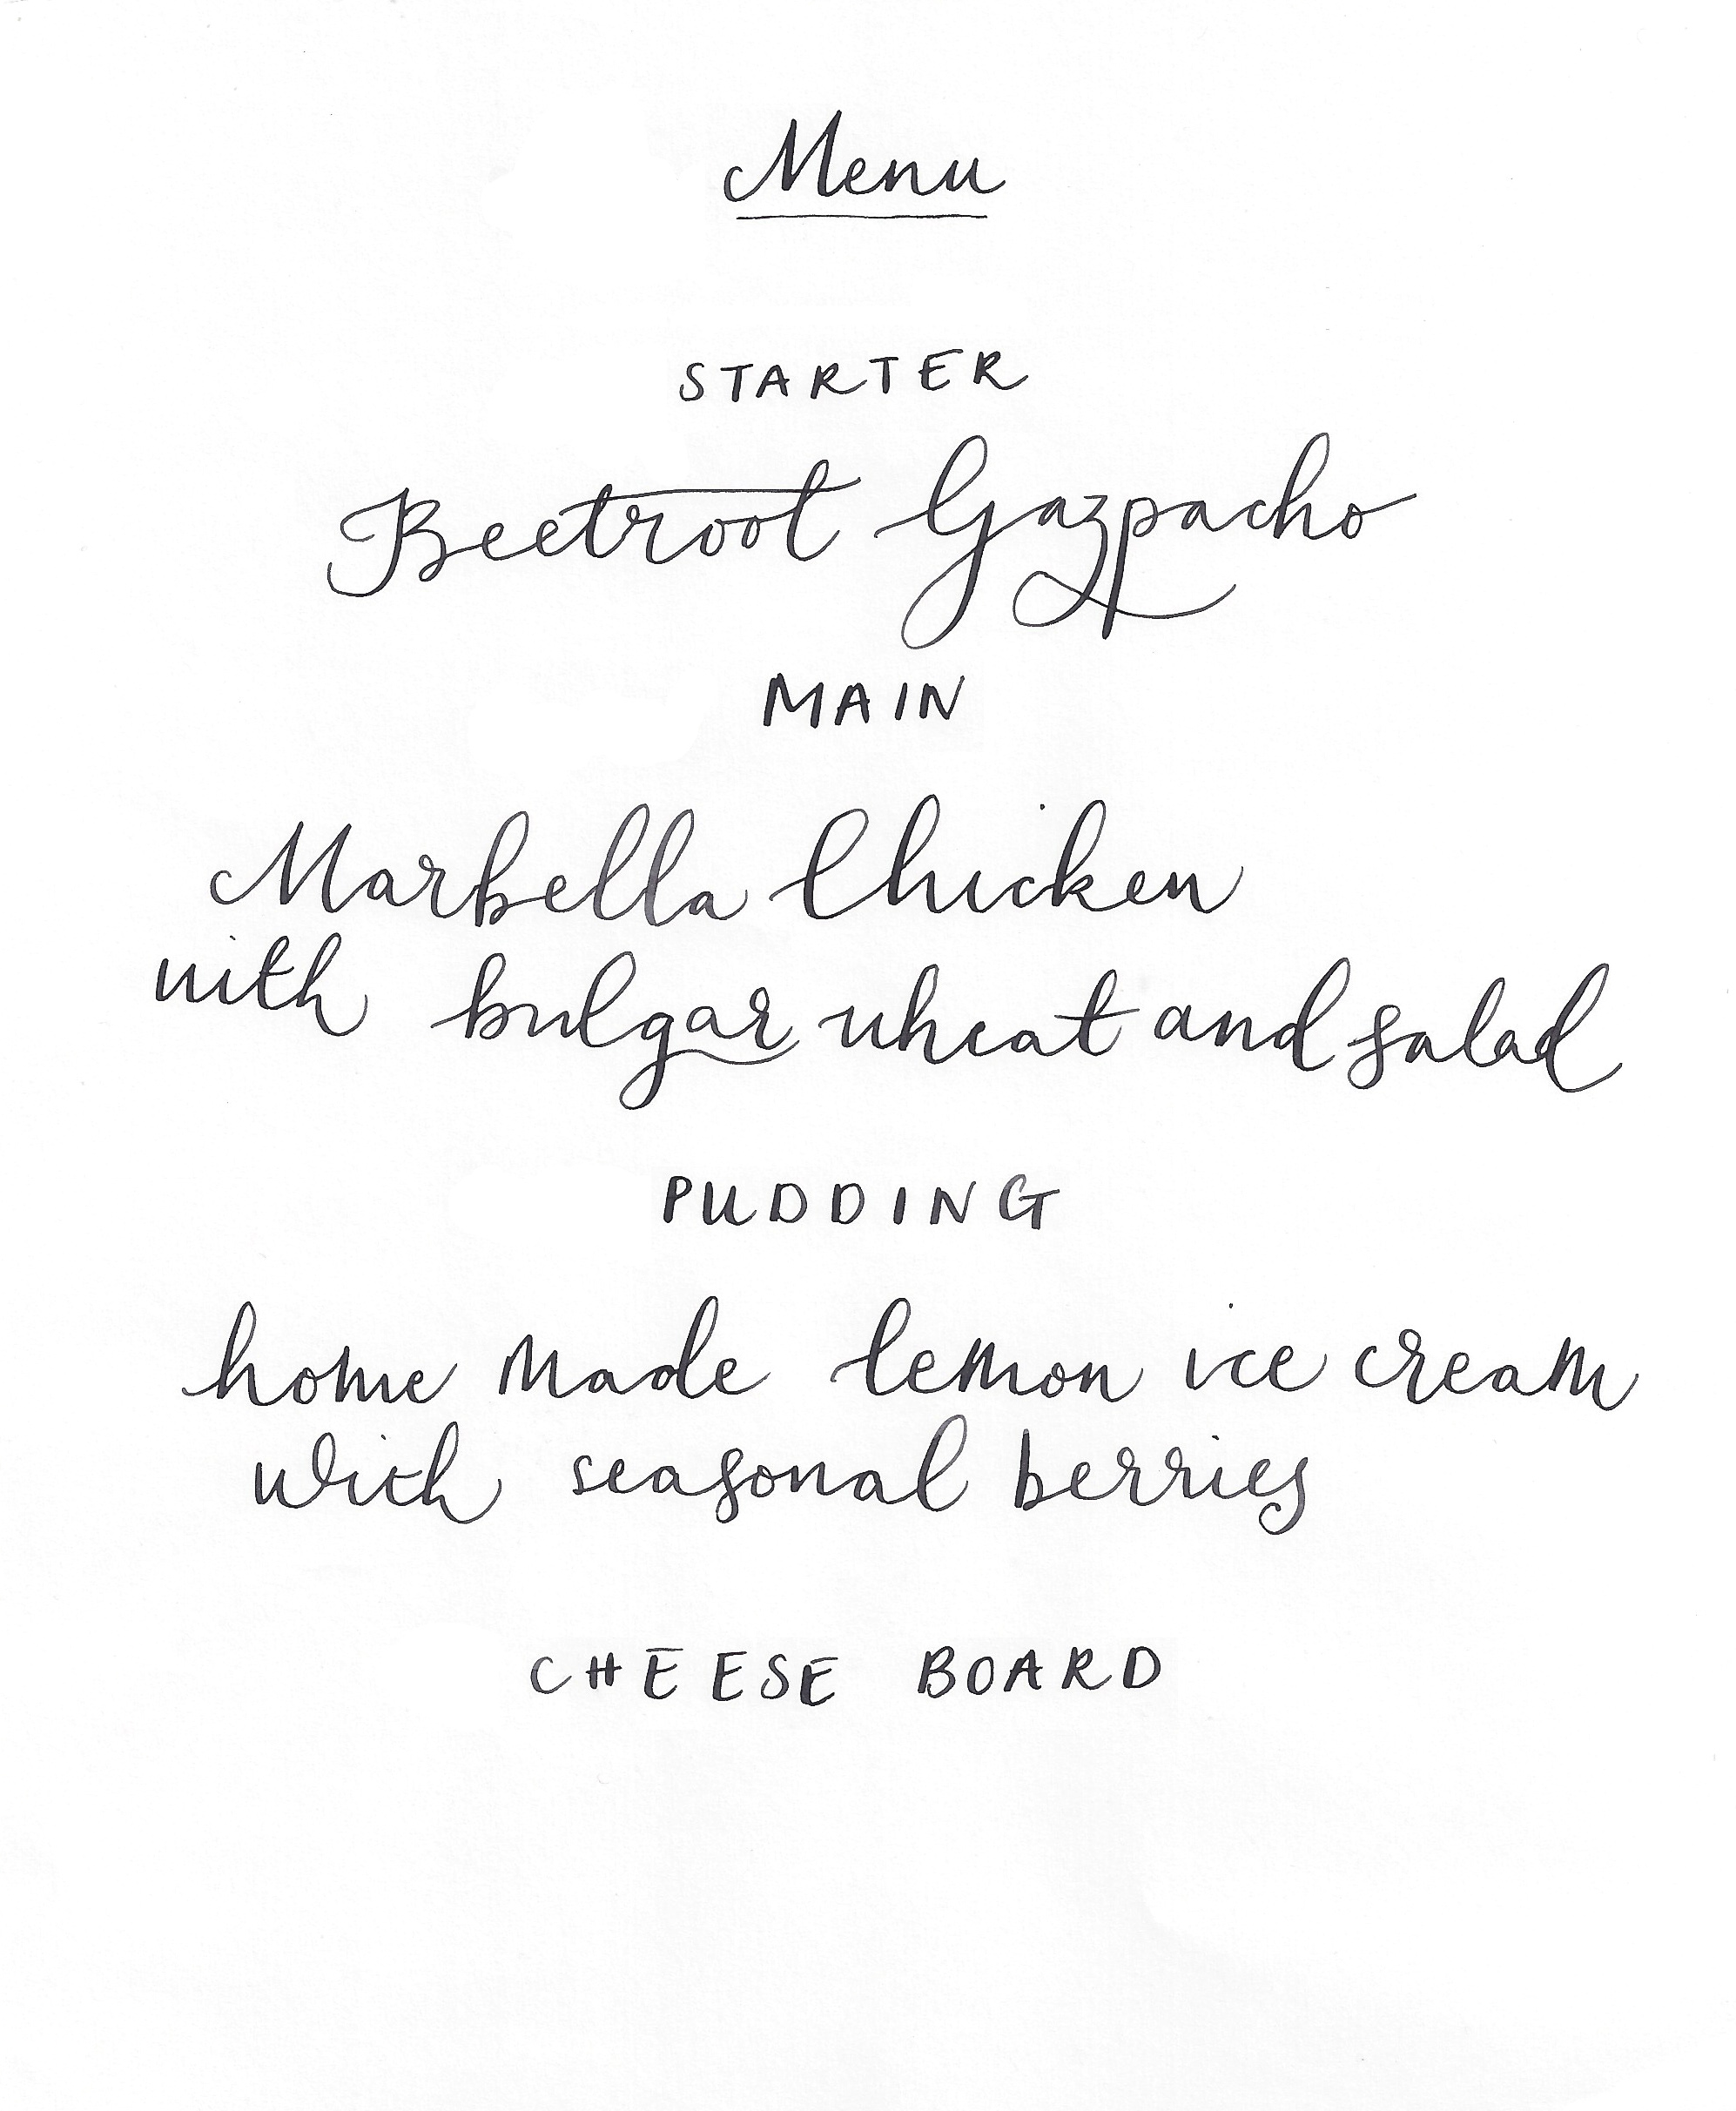 Menu
STARTER
Beetroot Gazpacho
MAIN
Marbella Chicken
with bulgar wheat and salad
PUDDING
home made lemon ice cream
with seasonal berries
CHEESE BOARD